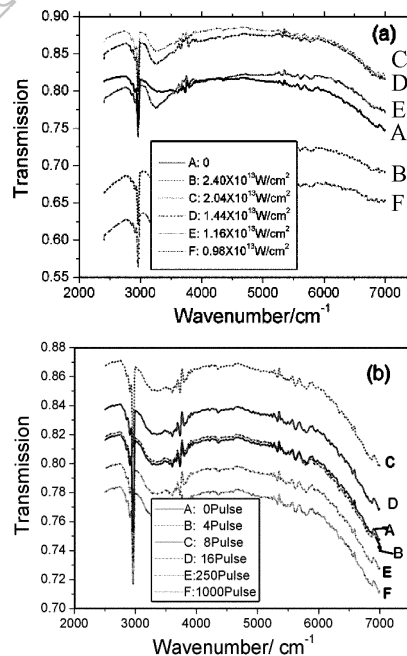 (a)
Transmission
0.90
0.85
0.80
0.75
0.70
0.65
0.60
0.55
C
D
E
A
B
F
A: 0
B: 2.40X10¹³W/cm²
C: 2.04X10¹³W/cm²
D: 1.44X10¹³W/cm²
E: 1.16X10¹³W/cm²
F: 0.98X10¹³W/cm²
2000 3000 4000 5000 6000 7000
Wavenumber/cm⁻¹
(b)
Transmission
0.88
0.84
0.82
0.80
0.78
0.76
0.74
0.72
0.70
C
D
A
B
E
F
A: 0Pulse
B: 4Pulse
C: 8Pulse
D: 16Pulse
E:250Pulse
F:1000Pulse
2000 3000 4000 5000 6000 7000
Wavenumber/cm⁻¹